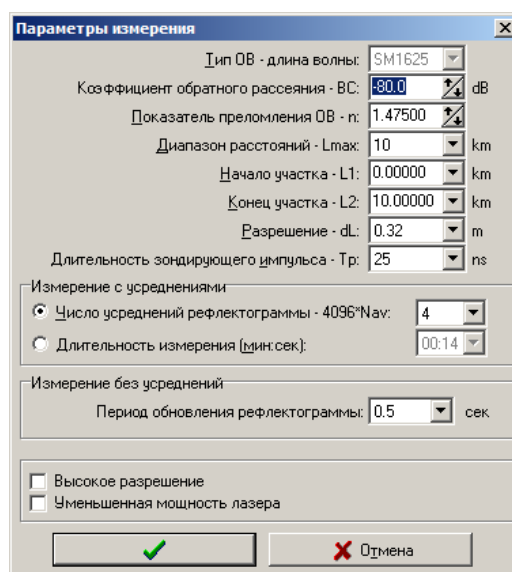 Параметры измерения
Тип ОВ - длина волны: SM1625
Коэффициент обратного рассеяния - BC: -80.0 dB
Показатель преломления ОВ - n: 1.47500
Диапазон расстояний - Lmax: 10 km
Начало участка - L1: 0.00000 km
Конец участка - L2: 10.00000 km
Разрешение - dL: 0.32 m
Длительность зондирующего импульса - Tp: 25 ns
Измерение с усреднениями
Число усреднений рефлектограммы - 4096*Nav: 4
Длительность измерения (мин:сек): 00:14
Измерение без усреднений
Период обновления рефлектограммы: 0.5 сек
Высокое разрешение
Уменьшенная мощность лазера
Отмена